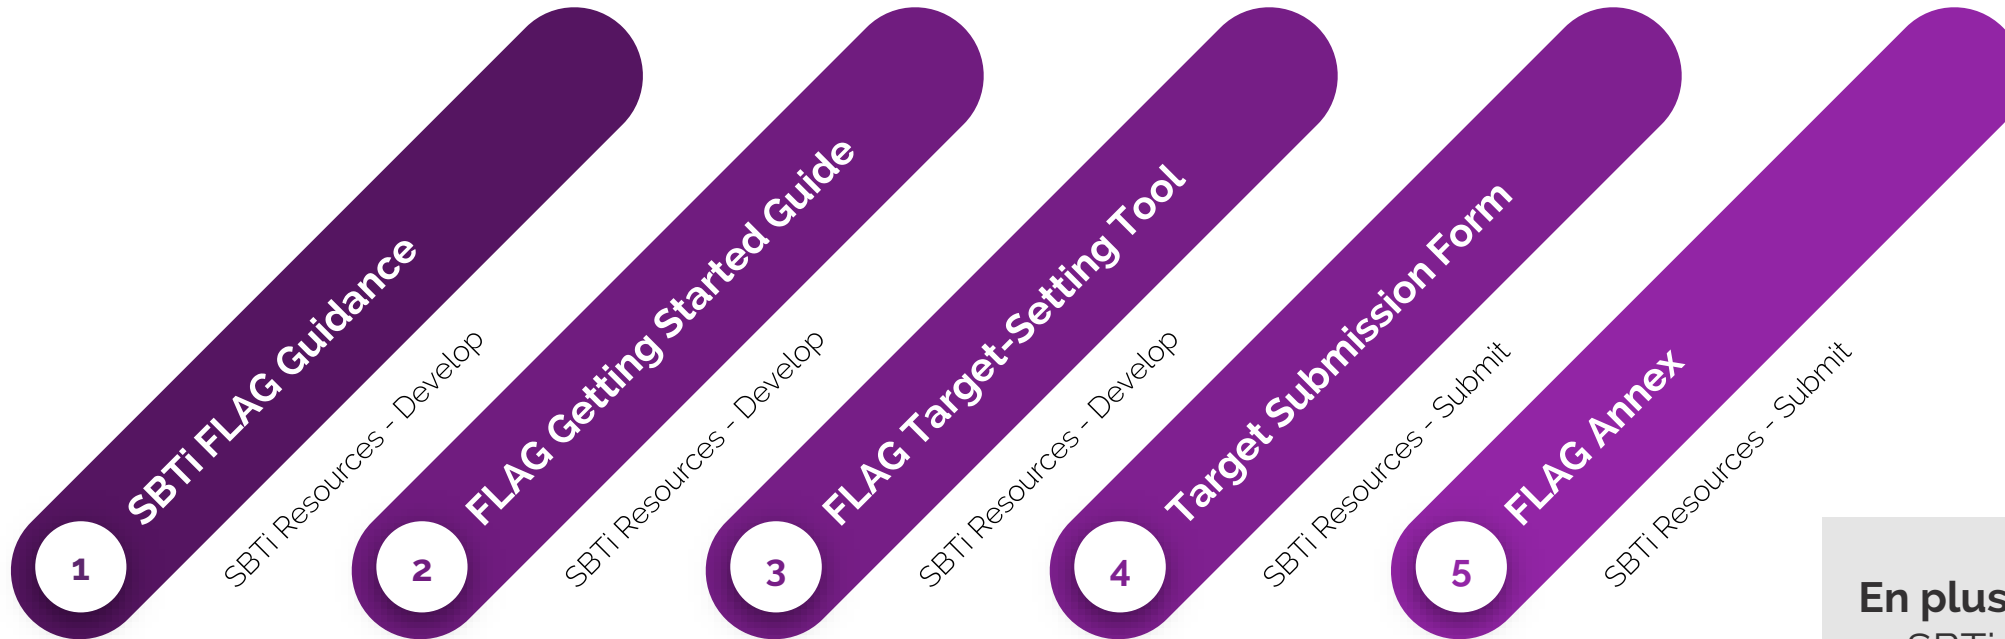 1
SBTi FLAG Guidance
SBTi Resources - Develop
2
FLAG Getting Started Guide
SBTi Resources - Develop
3
FLAG Target-Setting Tool
SBTi Resources - Develop
4
Target Submission Form
SBTi Resources - Submit
5
FLAG Annex
SBTi Resources - Submit
En plus
SBTi